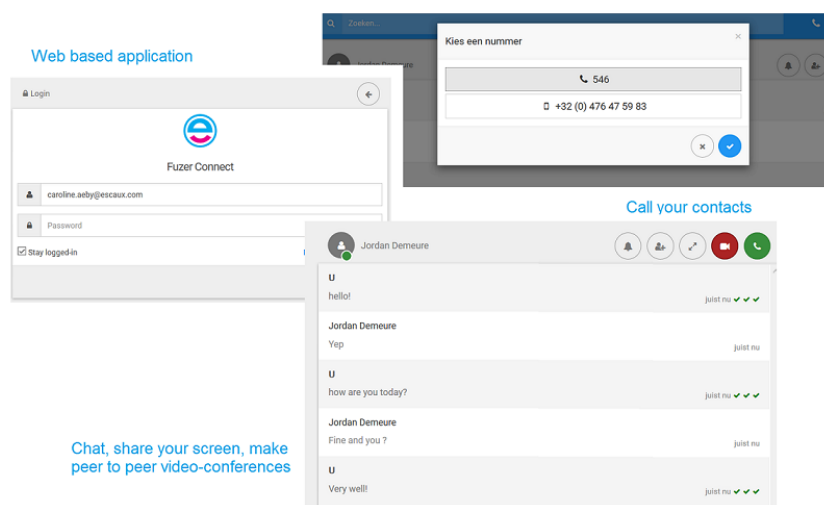 Web based application
Login
Fuzer Connect
caroline.aeby@escaux.com
Password
Stay logged-in
Zoeken...
Jordan Demeure
Kies een nummer
×
546
+32 (0) 476 47 59 83
Call your contacts
Jordan Demeure
U
hello!
juist nu
Jordan Demeure
Yep
juist nu
U
how are you today?
juist nu
Jordan Demeure
Fine and you ?
juist nu
U
Very well!
juist nu
Chat, share your screen, make
peer to peer video-conferences